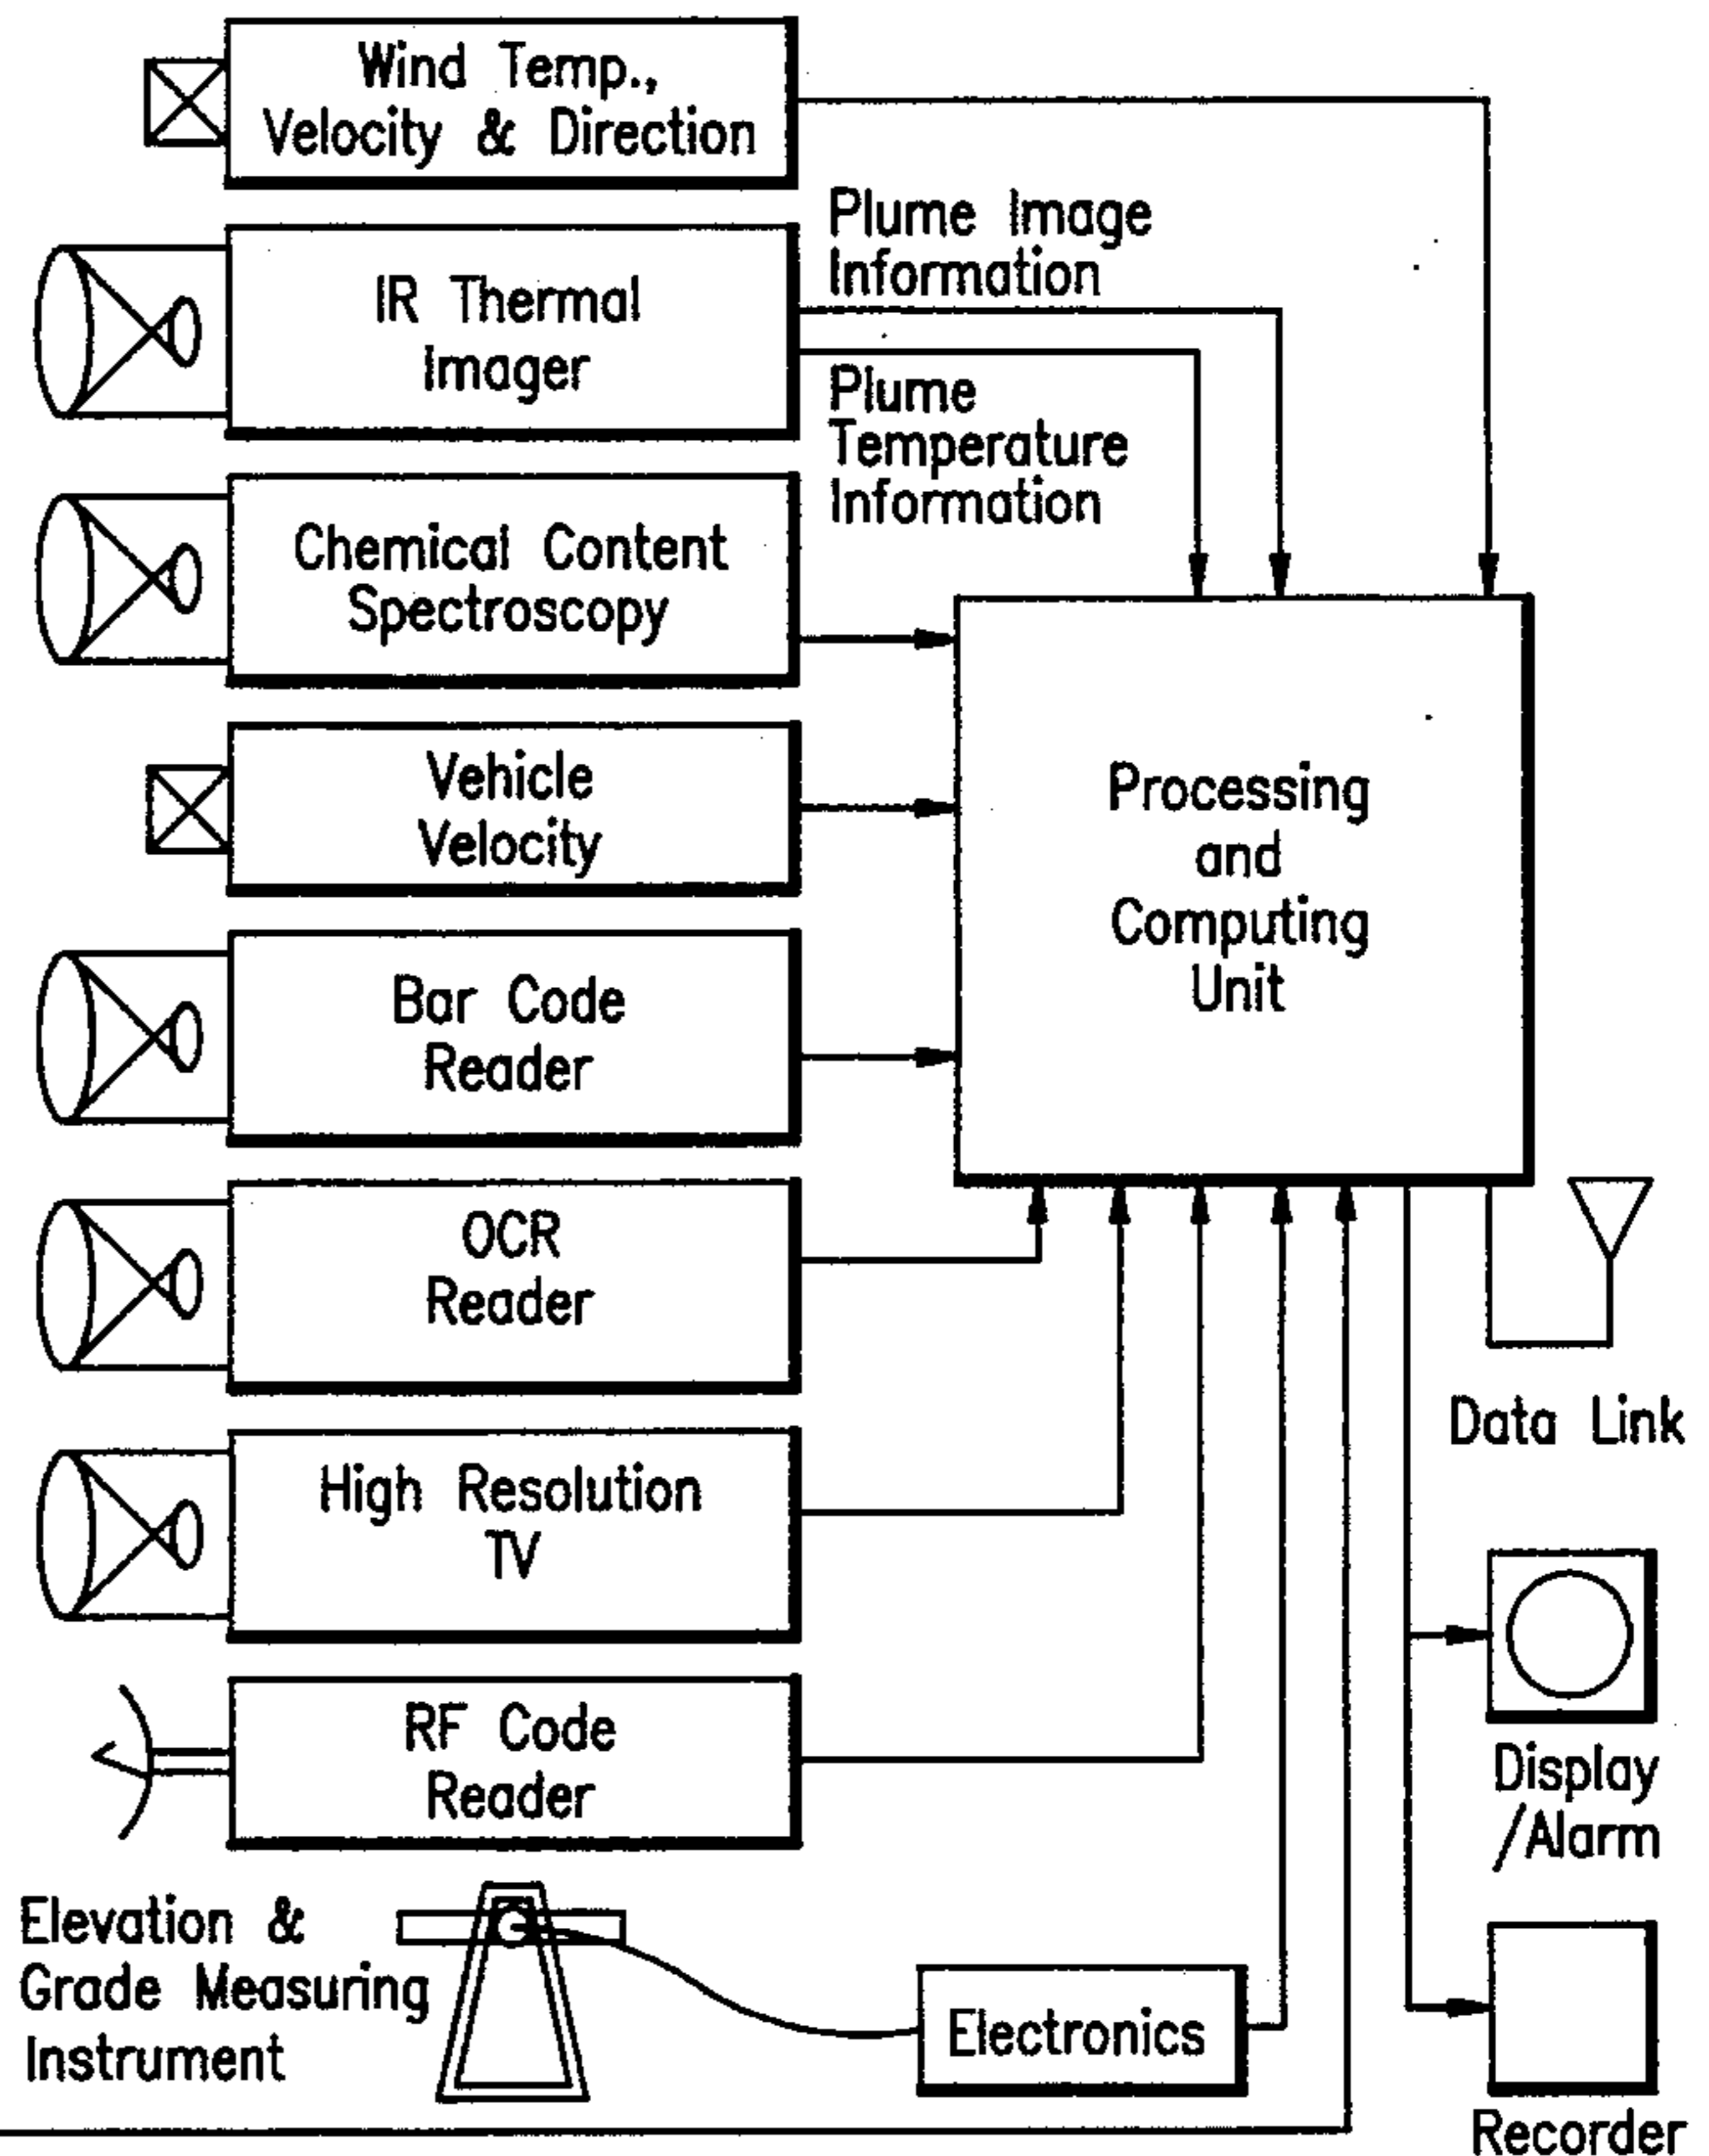 Wind Temp.,
Velocity & Direction
Plume Image
Information
IR Thermal
Imager
Plume
Temperature
Information
Chemical Content
Spectroscopy
Vehicle
Velocity
Processing
and
Computing
Unit
Bar Code
Reader
OCR
Reader
Data Link
High Resolution
TV
RF Code
Reader
Display
/Alarm
Elevation &
Grade Measuring
Instrument
Electronics
Recorder